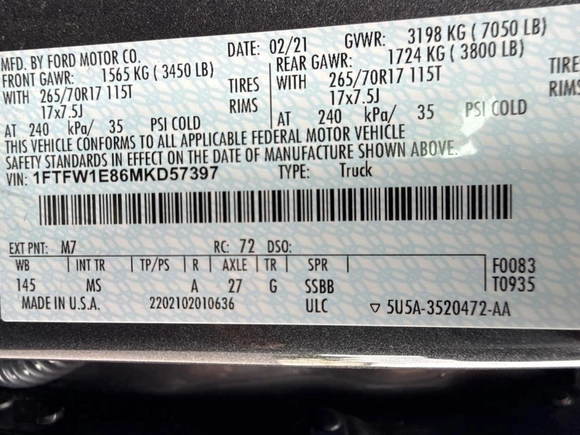 MFD. BY FORD MOTOR CO. DATE: 02/21 GVWR: 3198 KG ( 7050 LB)
FRONT GAWR: 1565 KG ( 3450 LB) REAR GAWR: 1724 KG ( 3800 LB)
WITH 265/70R17 115T TIRES WITH 265/70R17 115T TIRES
17x7.5J RIMS 17x7.5J RIMS
AT 240 kPa/ 35 PSI COLD AT 240 kPa/ 35 PSI COLD
THIS VEHICLE CONFORMS TO ALL APPLICABLE FEDERAL MOTOR VEHICLE
SAFETY STANDARDS IN EFFECT ON THE DATE OF MANUFACTURE SHOWN ABOVE.
VIN: 1FTFW1E86MKD57397 TYPE: Truck
EXT PNT: M7 RC: 72 DSO:
WB INT TR TP/PS R AXLE TR SPR F0083
145 MS A 27 G SSBB T0935
MADE IN U.S.A. 2202102010636 ULC ▽ 5U5A-3520472-AA